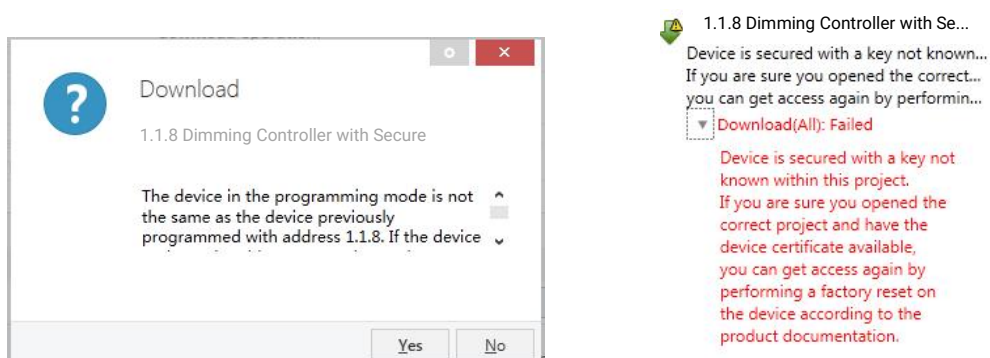 Download
1.1.8 Dimming Controller with Secure
The device in the programming mode is not
the same as the device previously
programmed with address 1.1.8. If the device
Yes
No
1.1.8 Dimming Controller with Se...
Device is secured with a key not known...
If you are sure you opened the correct...
you can get access again by performin...
Download(All): Failed
Device is secured with a key not
known within this project.
If you are sure you opened the
correct project and have the
device certificate available,
you can get access again by
performing a factory reset on
the device according to the
product documentation.